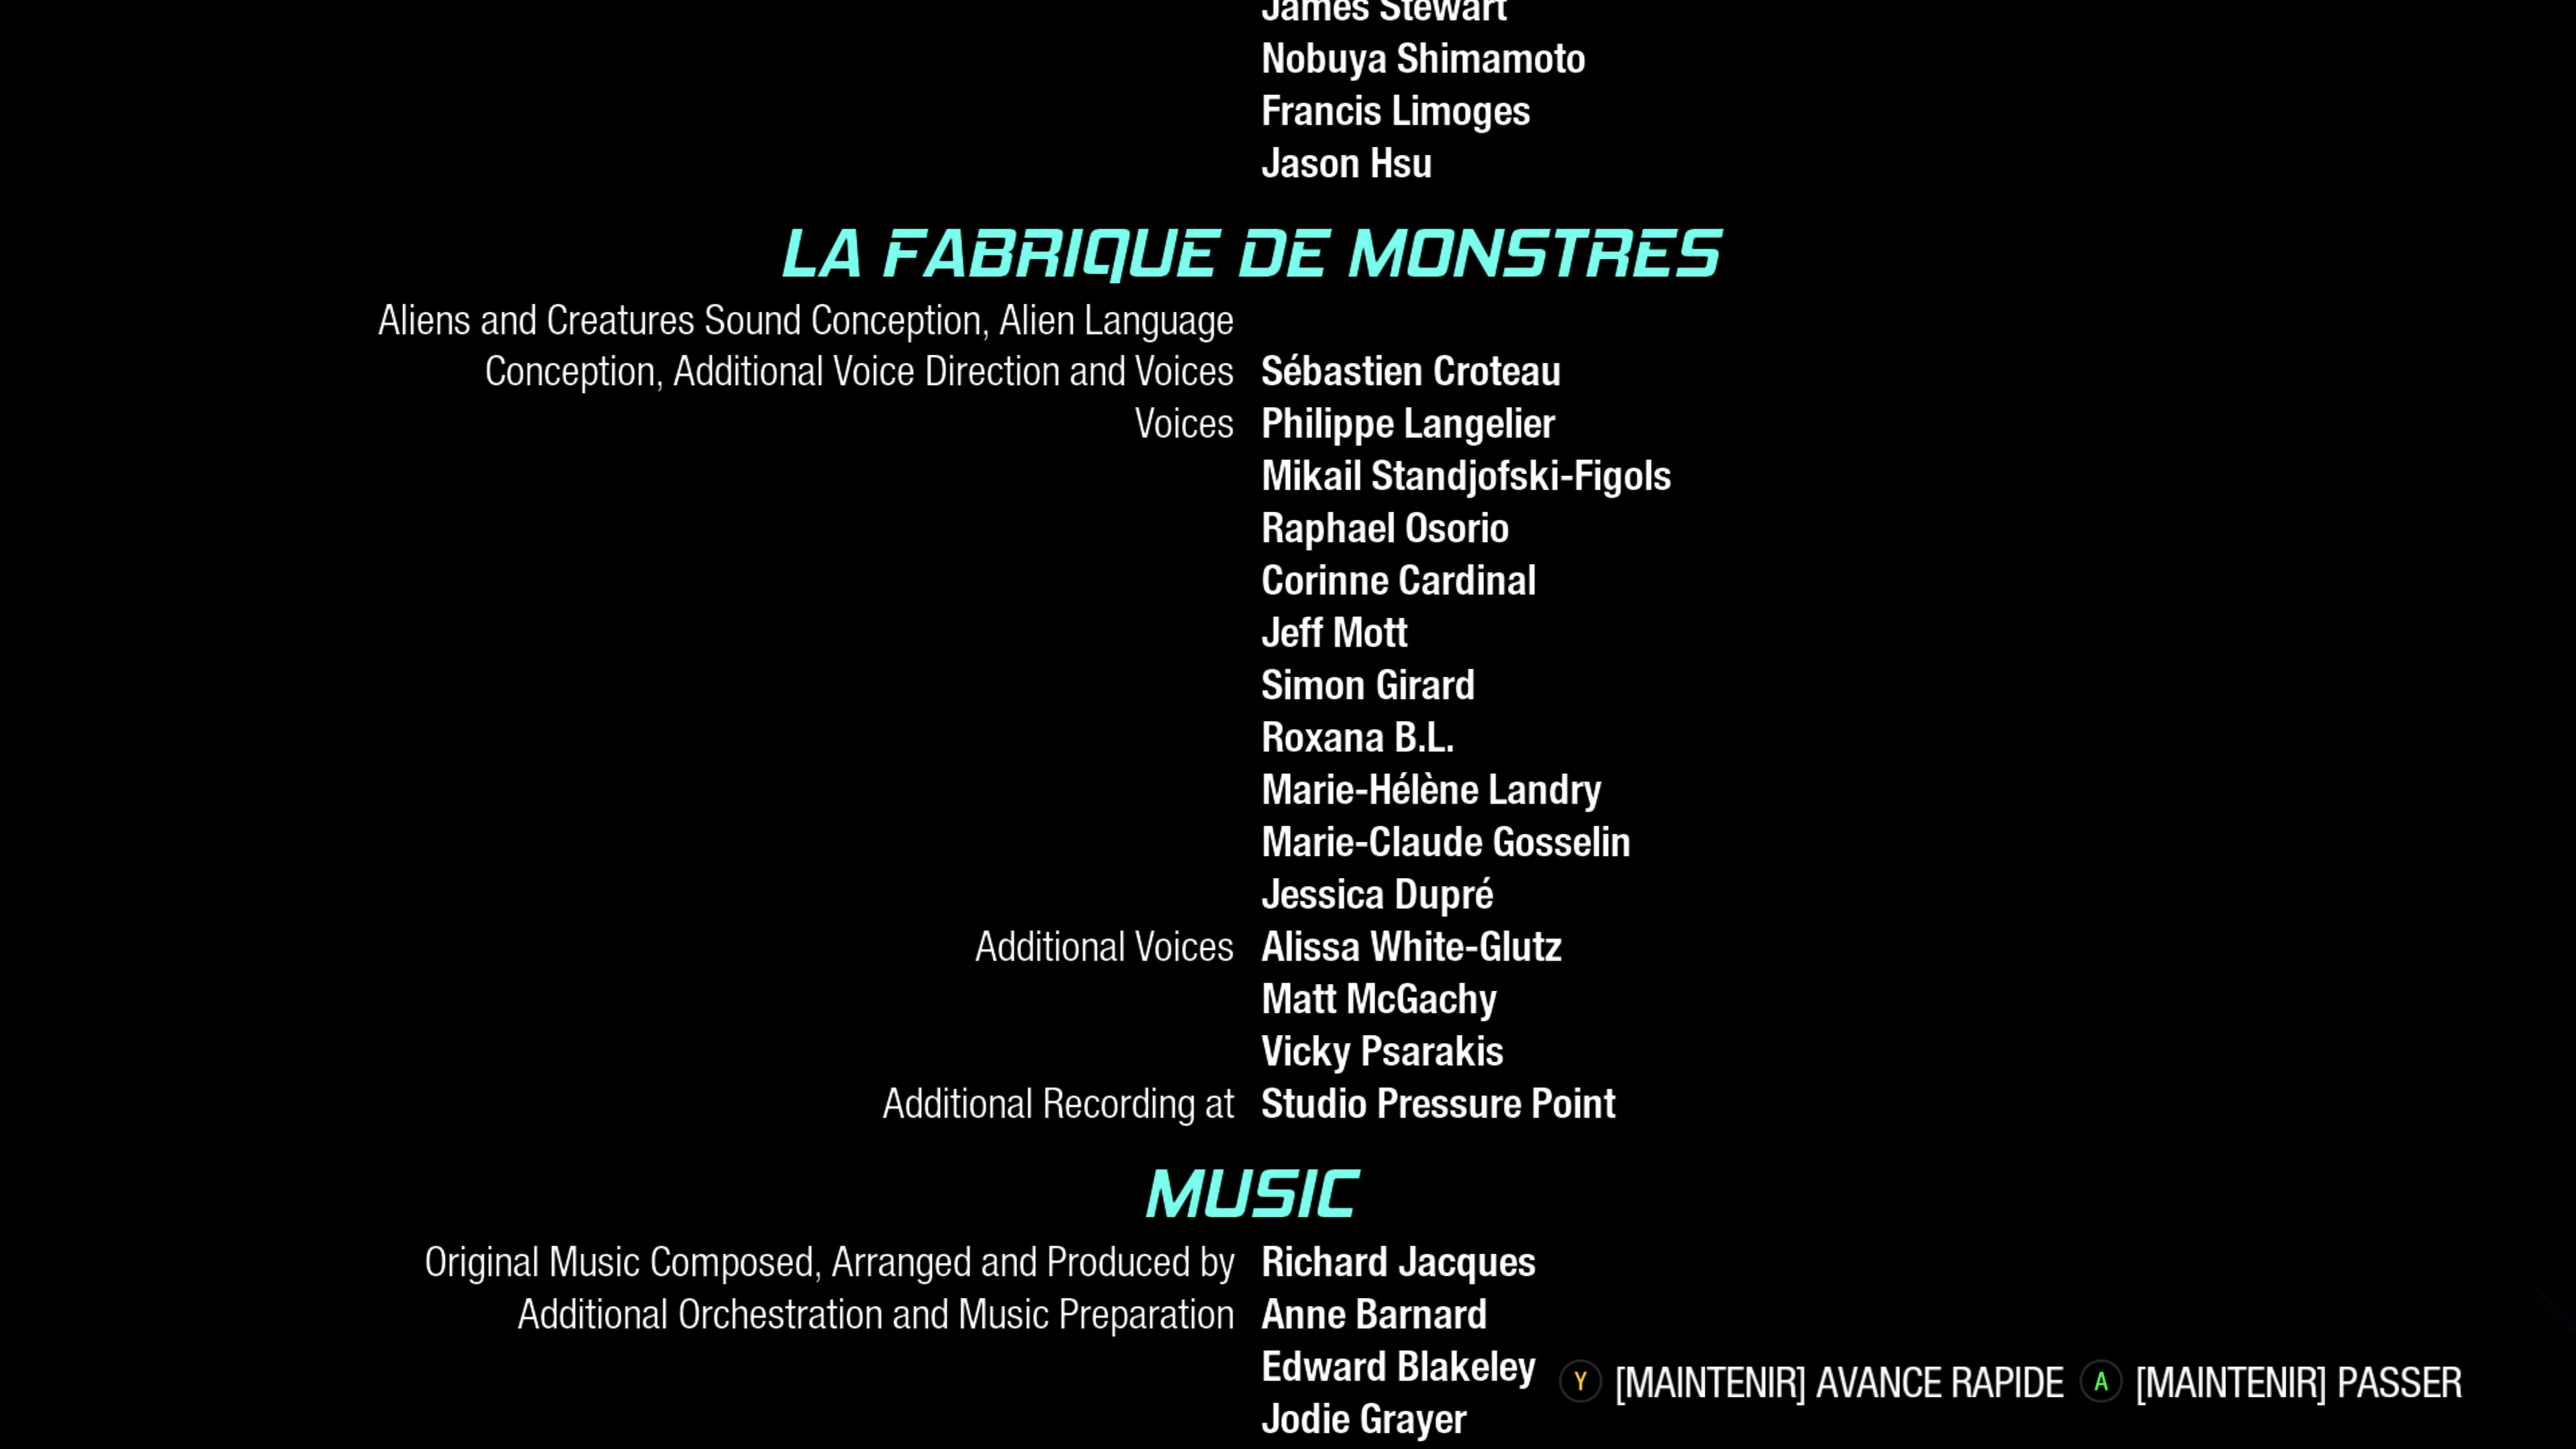 James Stewart
Nobuya Shimamoto
Francis Limoges
Jason Hsu
LA FABRIQUE DE MONSTRES
Aliens and Creatures Sound Conception, Alien Language
Conception, Additional Voice Direction and Voices Sébastien Croteau
Voices Philippe Langelier
Mikail Standjofski-Figols
Raphael Osorio
Corinne Cardinal
Jeff Mott
Simon Girard
Roxana B.L.
Marie-Hélène Landry
Marie-Claude Gosselin
Jessica Dupré
Additional Voices Alissa White-Glutz
Matt McGachy
Vicky Psarakis
Additional Recording at Studio Pressure Point
MUSIC
Original Music Composed, Arranged and Produced by Richard Jacques
Additional Orchestration and Music Preparation Anne Barnard
Edward Blakeley
Y [MAINTENIR] AVANCE RAPIDE A [MAINTENIR] PASSER
Jodie Grayer